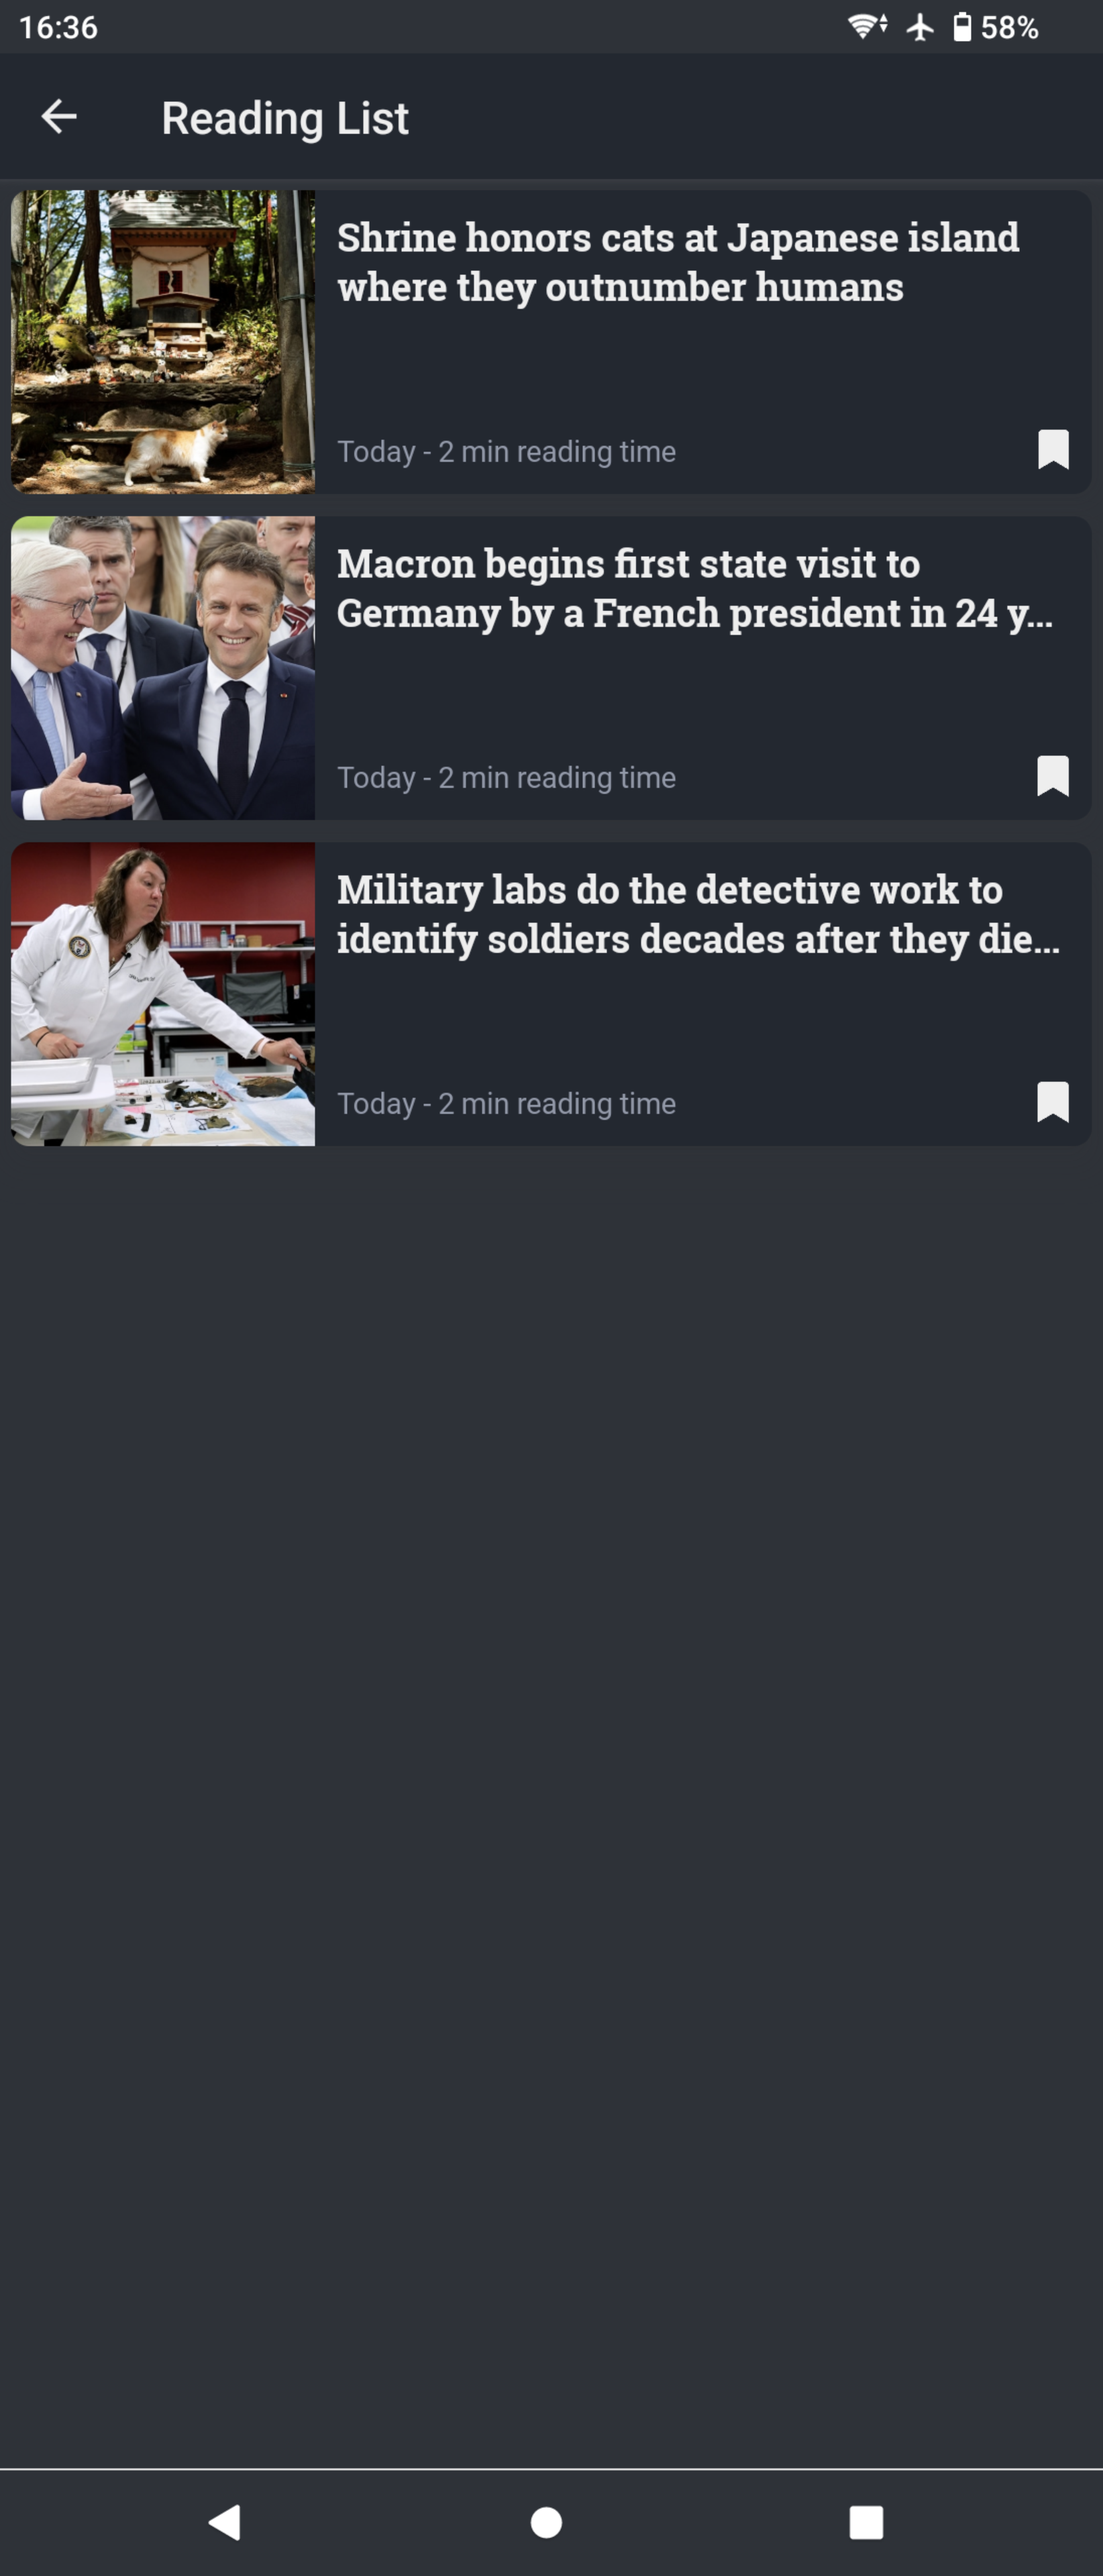 16:36
58%
Reading List
Shrine honors cats at Japanese island
where they outnumber humans
Today - 2 min reading time
Macron begins first state visit to
Germany by a French president in 24 y...
Today - 2 min reading time
Military labs do the detective work to
identify soldiers decades after they die...
Today - 2 min reading time